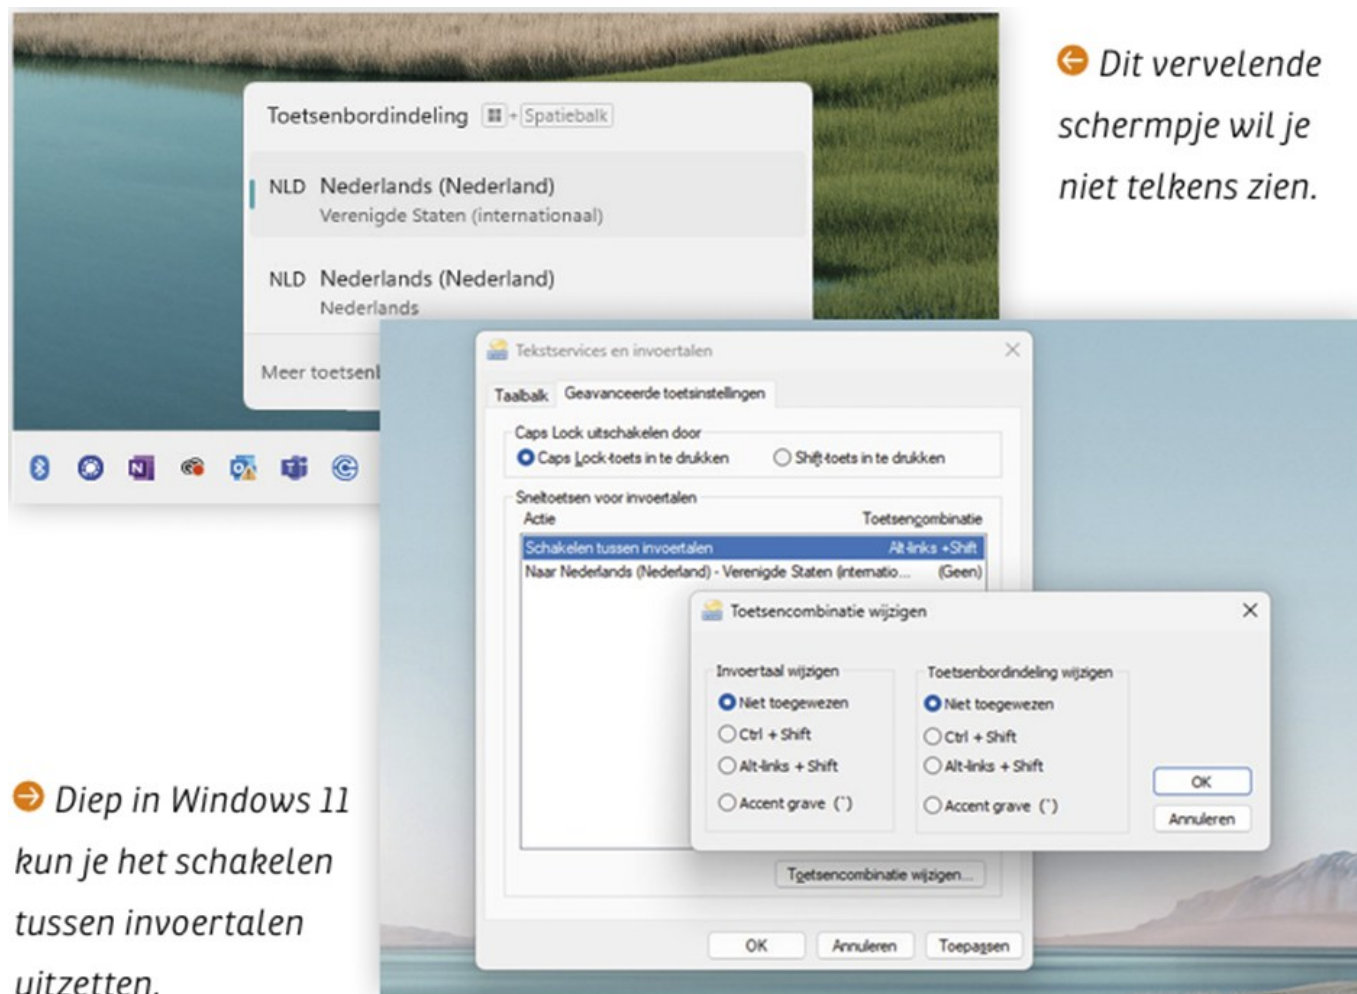 Toetsenbordindeling + Spatiebalk
NLD Nederlands (Nederland)
Verenigde Staten (internationaal)
NLD Nederlands (Nederland)
Nederlands
Meer toetsenb
Dit vervelende
schermpje wil je
niet telkens zien.
Tekstservices en invoertalen
Taalbalk Geavanceerde toetsinstellingen
Caps Lock uitschakelen door
Caps Lock-toets in te drukken Shift-toets in te drukken
Sneltoetsen voor invoertalen
Actie Toetsencombinatie
Schakelen tussen invoertalen Alt-links +Shift
Naar Nederlands (Nederland) - Verenigde Staten (internatio... (Geen)
Toetsencombinatie wijzigen...
OK Annuleren Toepassen
Toetsencombinatie wijzigen
Invoertaal wijzigen
Niet toegewezen
Ctrl + Shift
Alt-links + Shift
Accent grave (`)
Toetsenbordindeling wijzigen
Niet toegewezen
Ctrl + Shift
Alt-links + Shift
Accent grave (`)
OK
Annuleren
Diep in Windows 11
kun je het schakelen
tussen invoertalen
uitzetten.